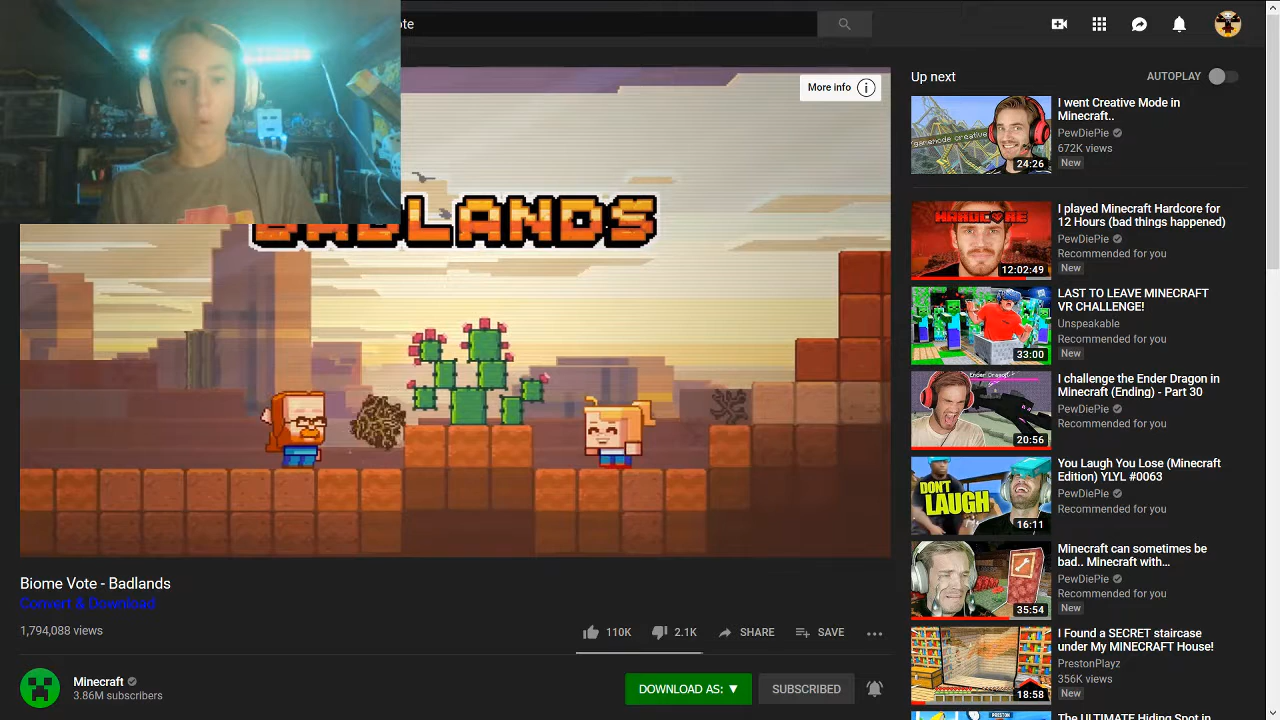 ote
More info
BADLANDS
Biome Vote - Badlands
Convert & Download
1,794,088 views
110K
2.1K
SHARE
SAVE
Minecraft
3.86M subscribers
DOWNLOAD AS: ▼
SUBSCRIBED
Up next
AUTOPLAY
gamemode creative
24:26
I went Creative Mode in
Minecraft..
PewDiePie
672K views
New
HARDCORE
12:02:49
I played Minecraft Hardcore for
12 Hours (bad things happened)
PewDiePie
Recommended for you
New
33:00
LAST TO LEAVE MINECRAFT
VR CHALLENGE!
Unspeakable
Recommended for you
New
20:56
I challenge the Ender Dragon in
Minecraft (Ending) - Part 30
PewDiePie
Recommended for you
DON'T
LAUGH
16:11
You Laugh You Lose (Minecraft
Edition) YLYL #0063
PewDiePie
Recommended for you
35:54
Minecraft can sometimes be
bad.. Minecraft with...
PewDiePie
Recommended for you
New
18:58
I Found a SECRET staircase
under My MINECRAFT House!
PrestonPlayz
356K views
New
PRESTON
The ULTIMATE Hiding Spot in